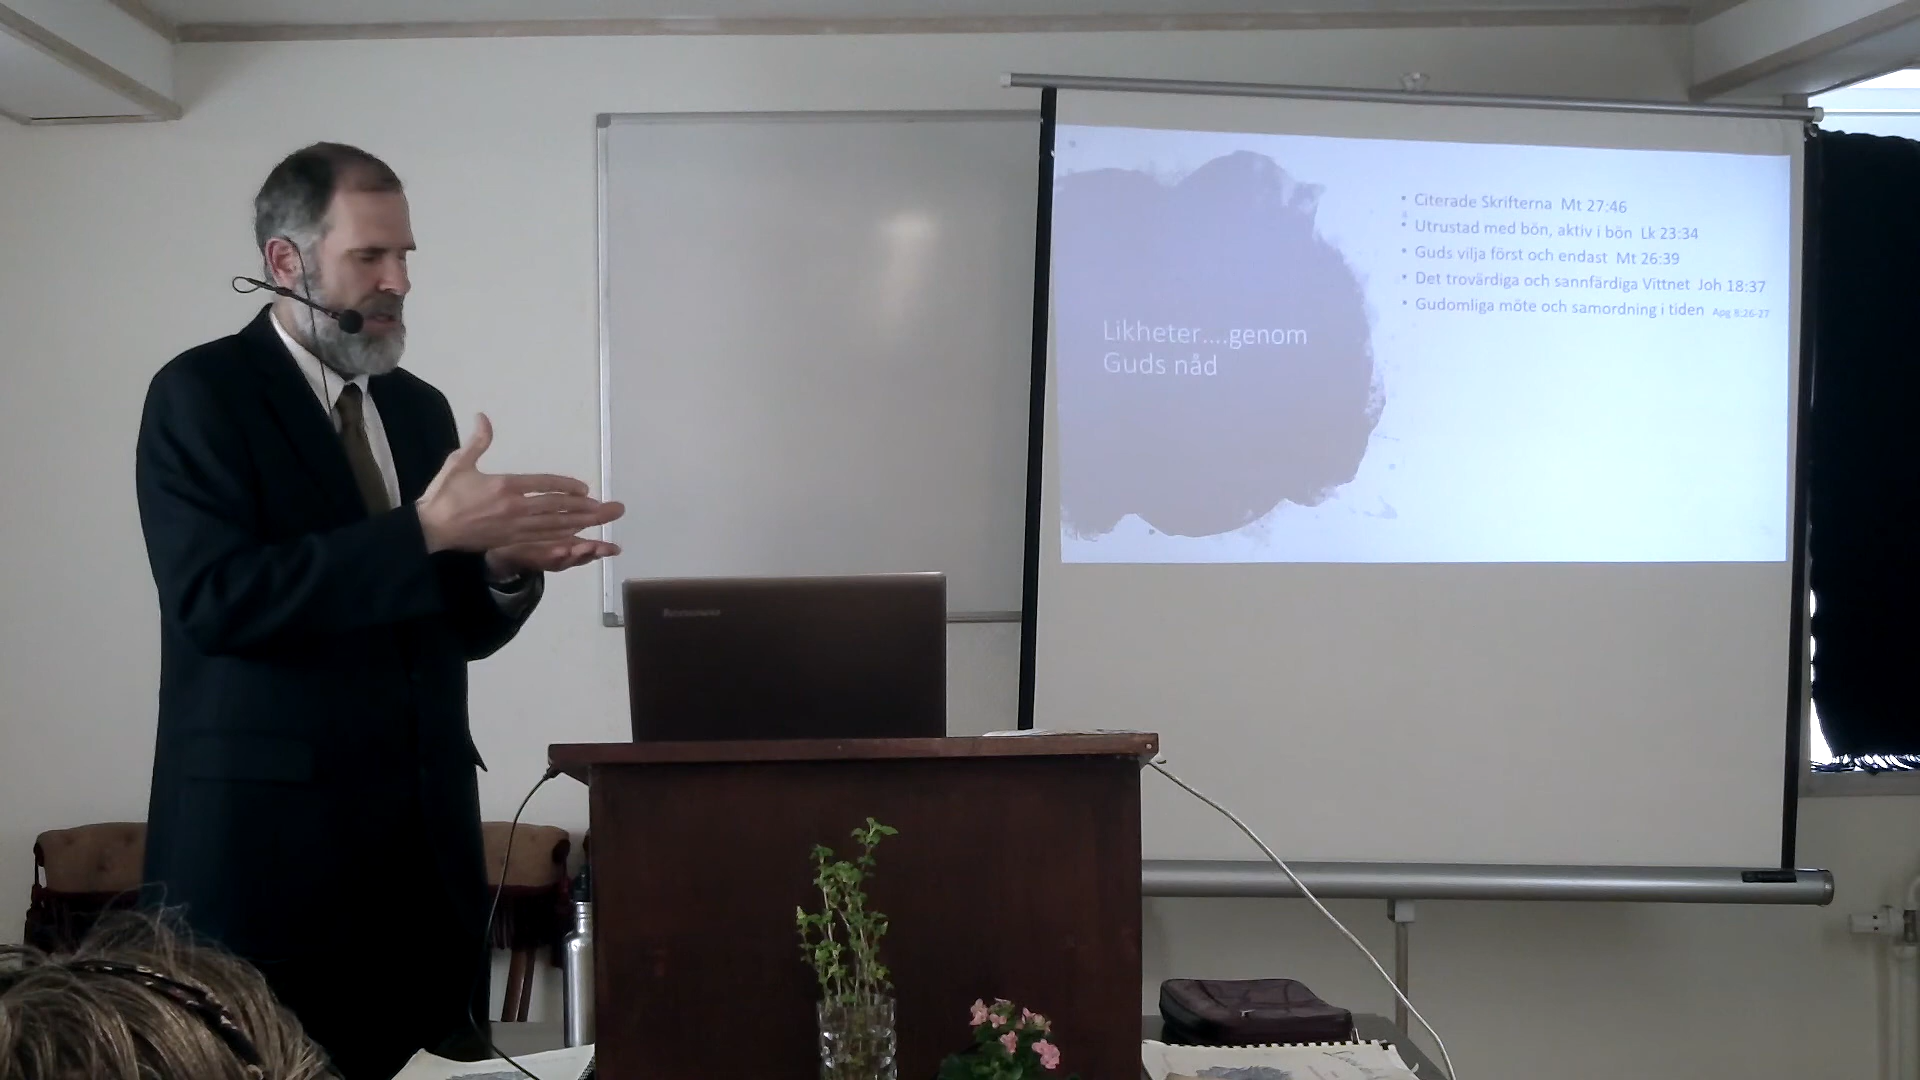 Likheter....genom
Guds nåd
• Citerade Skrifterna Mt 27:46
• Utrustad med bön, aktiv i bön Lk 23:34
• Guds vilja först och endast Mt 26:39
• Det trovärdiga och sannfärdiga Vittnet Joh 18:37
• Gudomliga möte och samordning i tiden Apg 8:26-27
lenovo